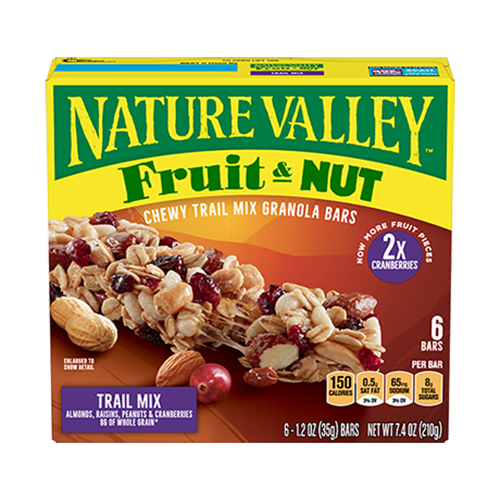 TRAIL MIX
NATURE VALLEY™
Fruit & NUT
CHEWY TRAIL MIX GRANOLA BARS
NOW MORE FRUIT PIECES
2X
CRANBERRIES
6
BARS
ENLARGED TO
SHOW DETAIL
PER BAR
150
CALORIES
0.5g
SAT FAT
3% DV
65mg
SODIUM
3% DV
8g
TOTAL
SUGARS
TRAIL MIX
ALMONDS, RAISINS, PEANUTS & CRANBERRIES
8G OF WHOLE GRAIN*
6 - 1.2 OZ (35g) BARS NET WT 7.4 OZ (210g)